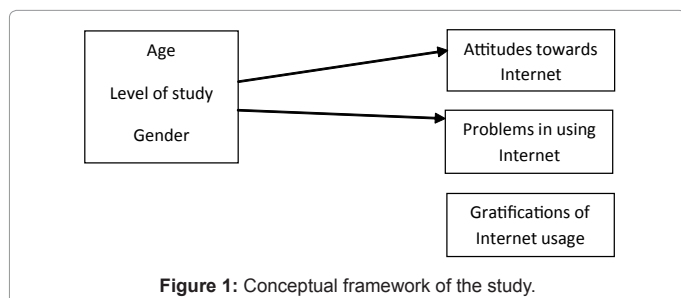 Age
Level of study
Gender
Attitudes towards
Internet
Problems in using
Internet
Gratifications of
Internet usage
Figure 1: Conceptual framework of the study.